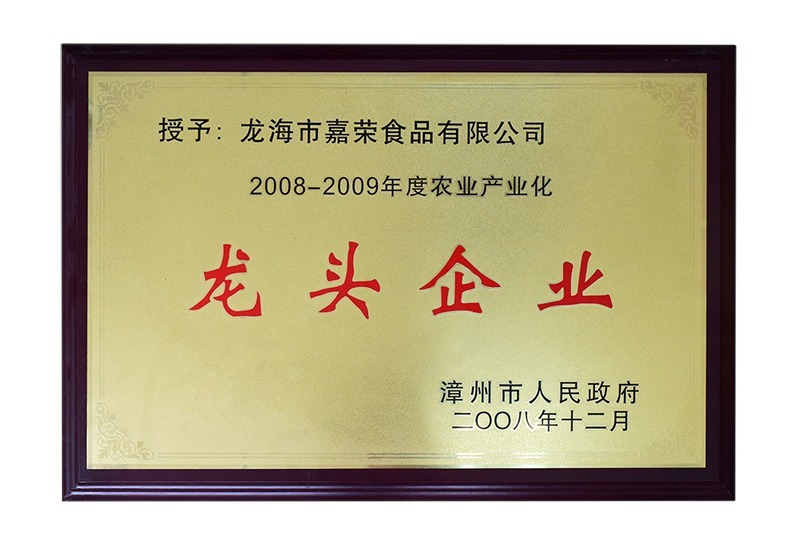 授予：龙海市嘉荣食品有限公司
2008-2009年度农业产业化
龙头企业
漳州市人民政府
二〇〇八年十二月